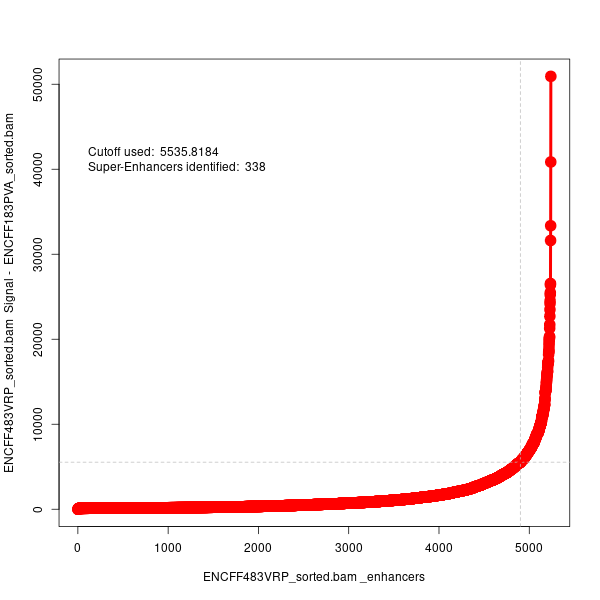 Cutoff used: 5535.8184
Super-Enhancers identified: 338
ENCFF483VRP_sorted.bam Signal - ENCFF183PVA_sorted.bam
50000
40000
30000
20000
10000
0
0 1000 2000 3000 4000 5000
ENCFF483VRP_sorted.bam _enhancers